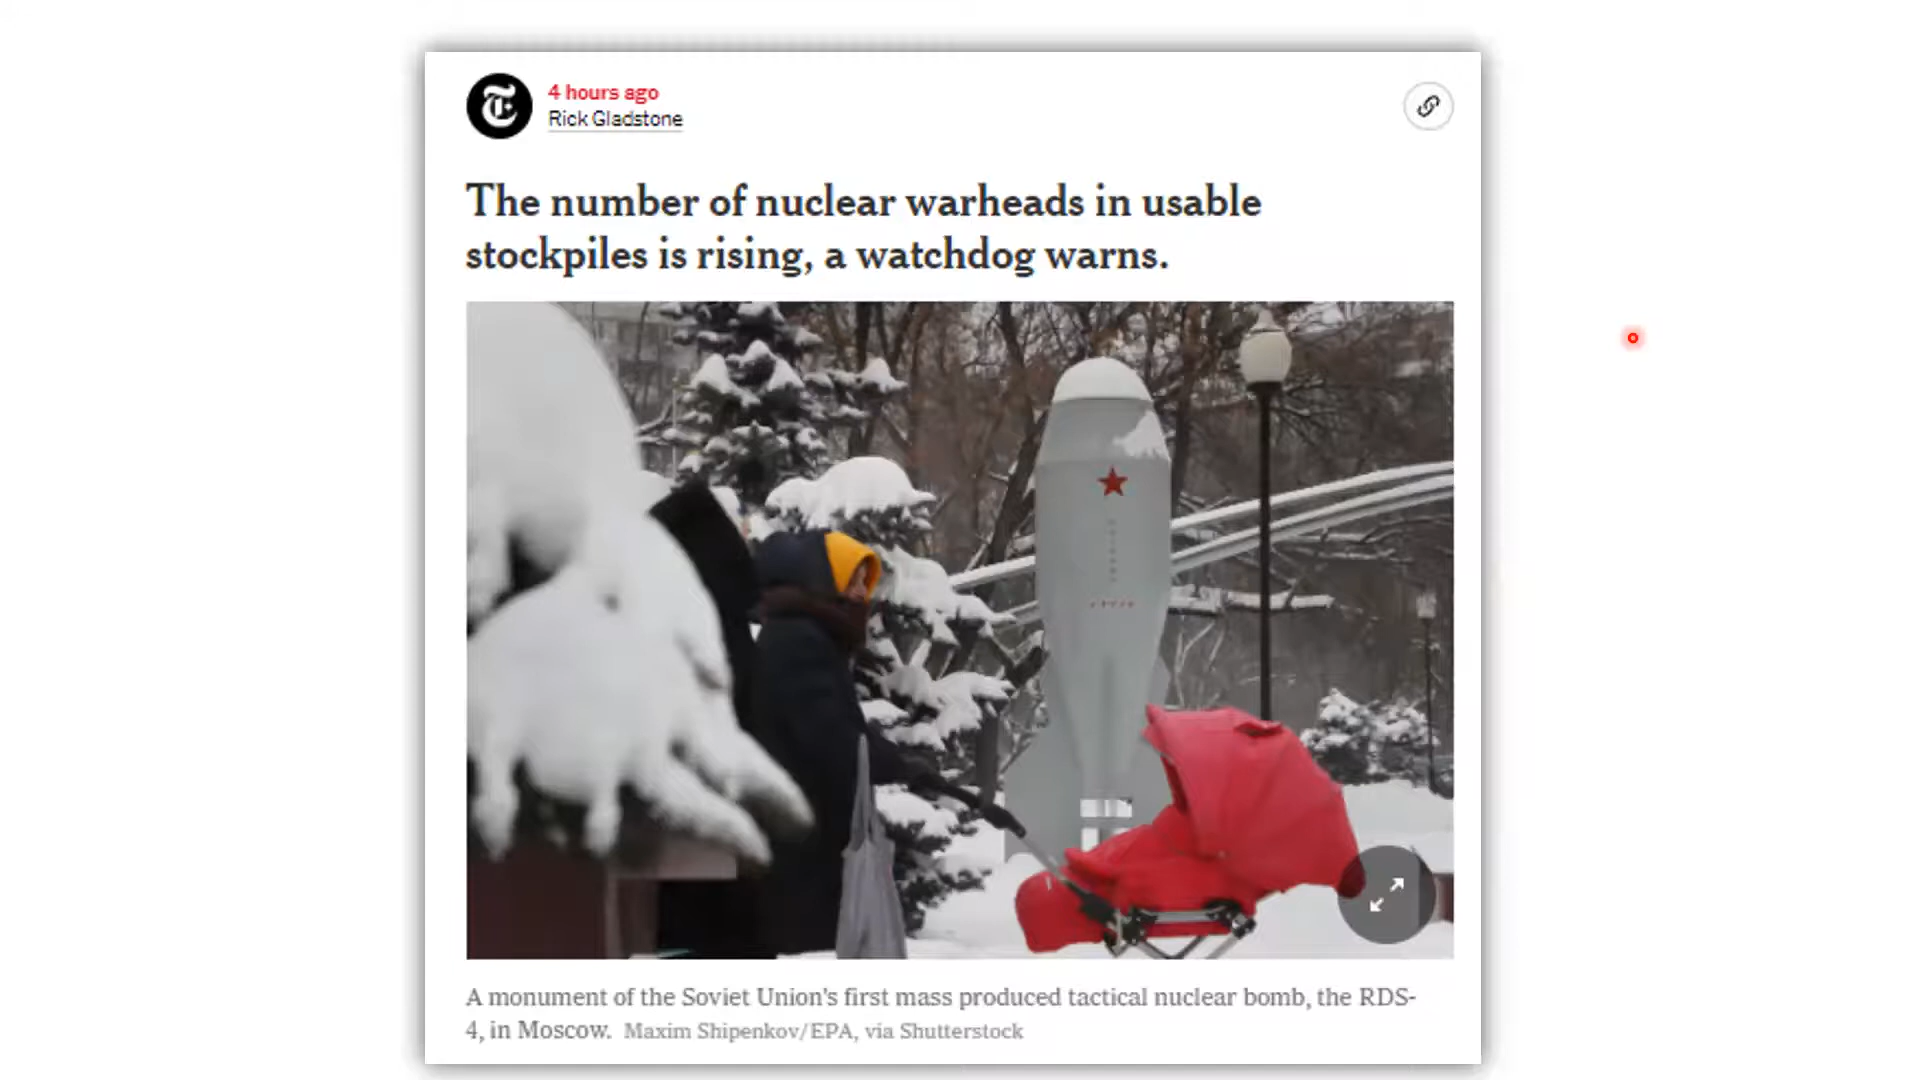 4 hours ago
Rick Gladstone
The number of nuclear warheads in usable
stockpiles is rising, a watchdog warns.
A monument of the Soviet Union's first mass produced tactical nuclear bomb, the RDS-
4, in Moscow. Maxim Shipenkov/EPA, via Shutterstock